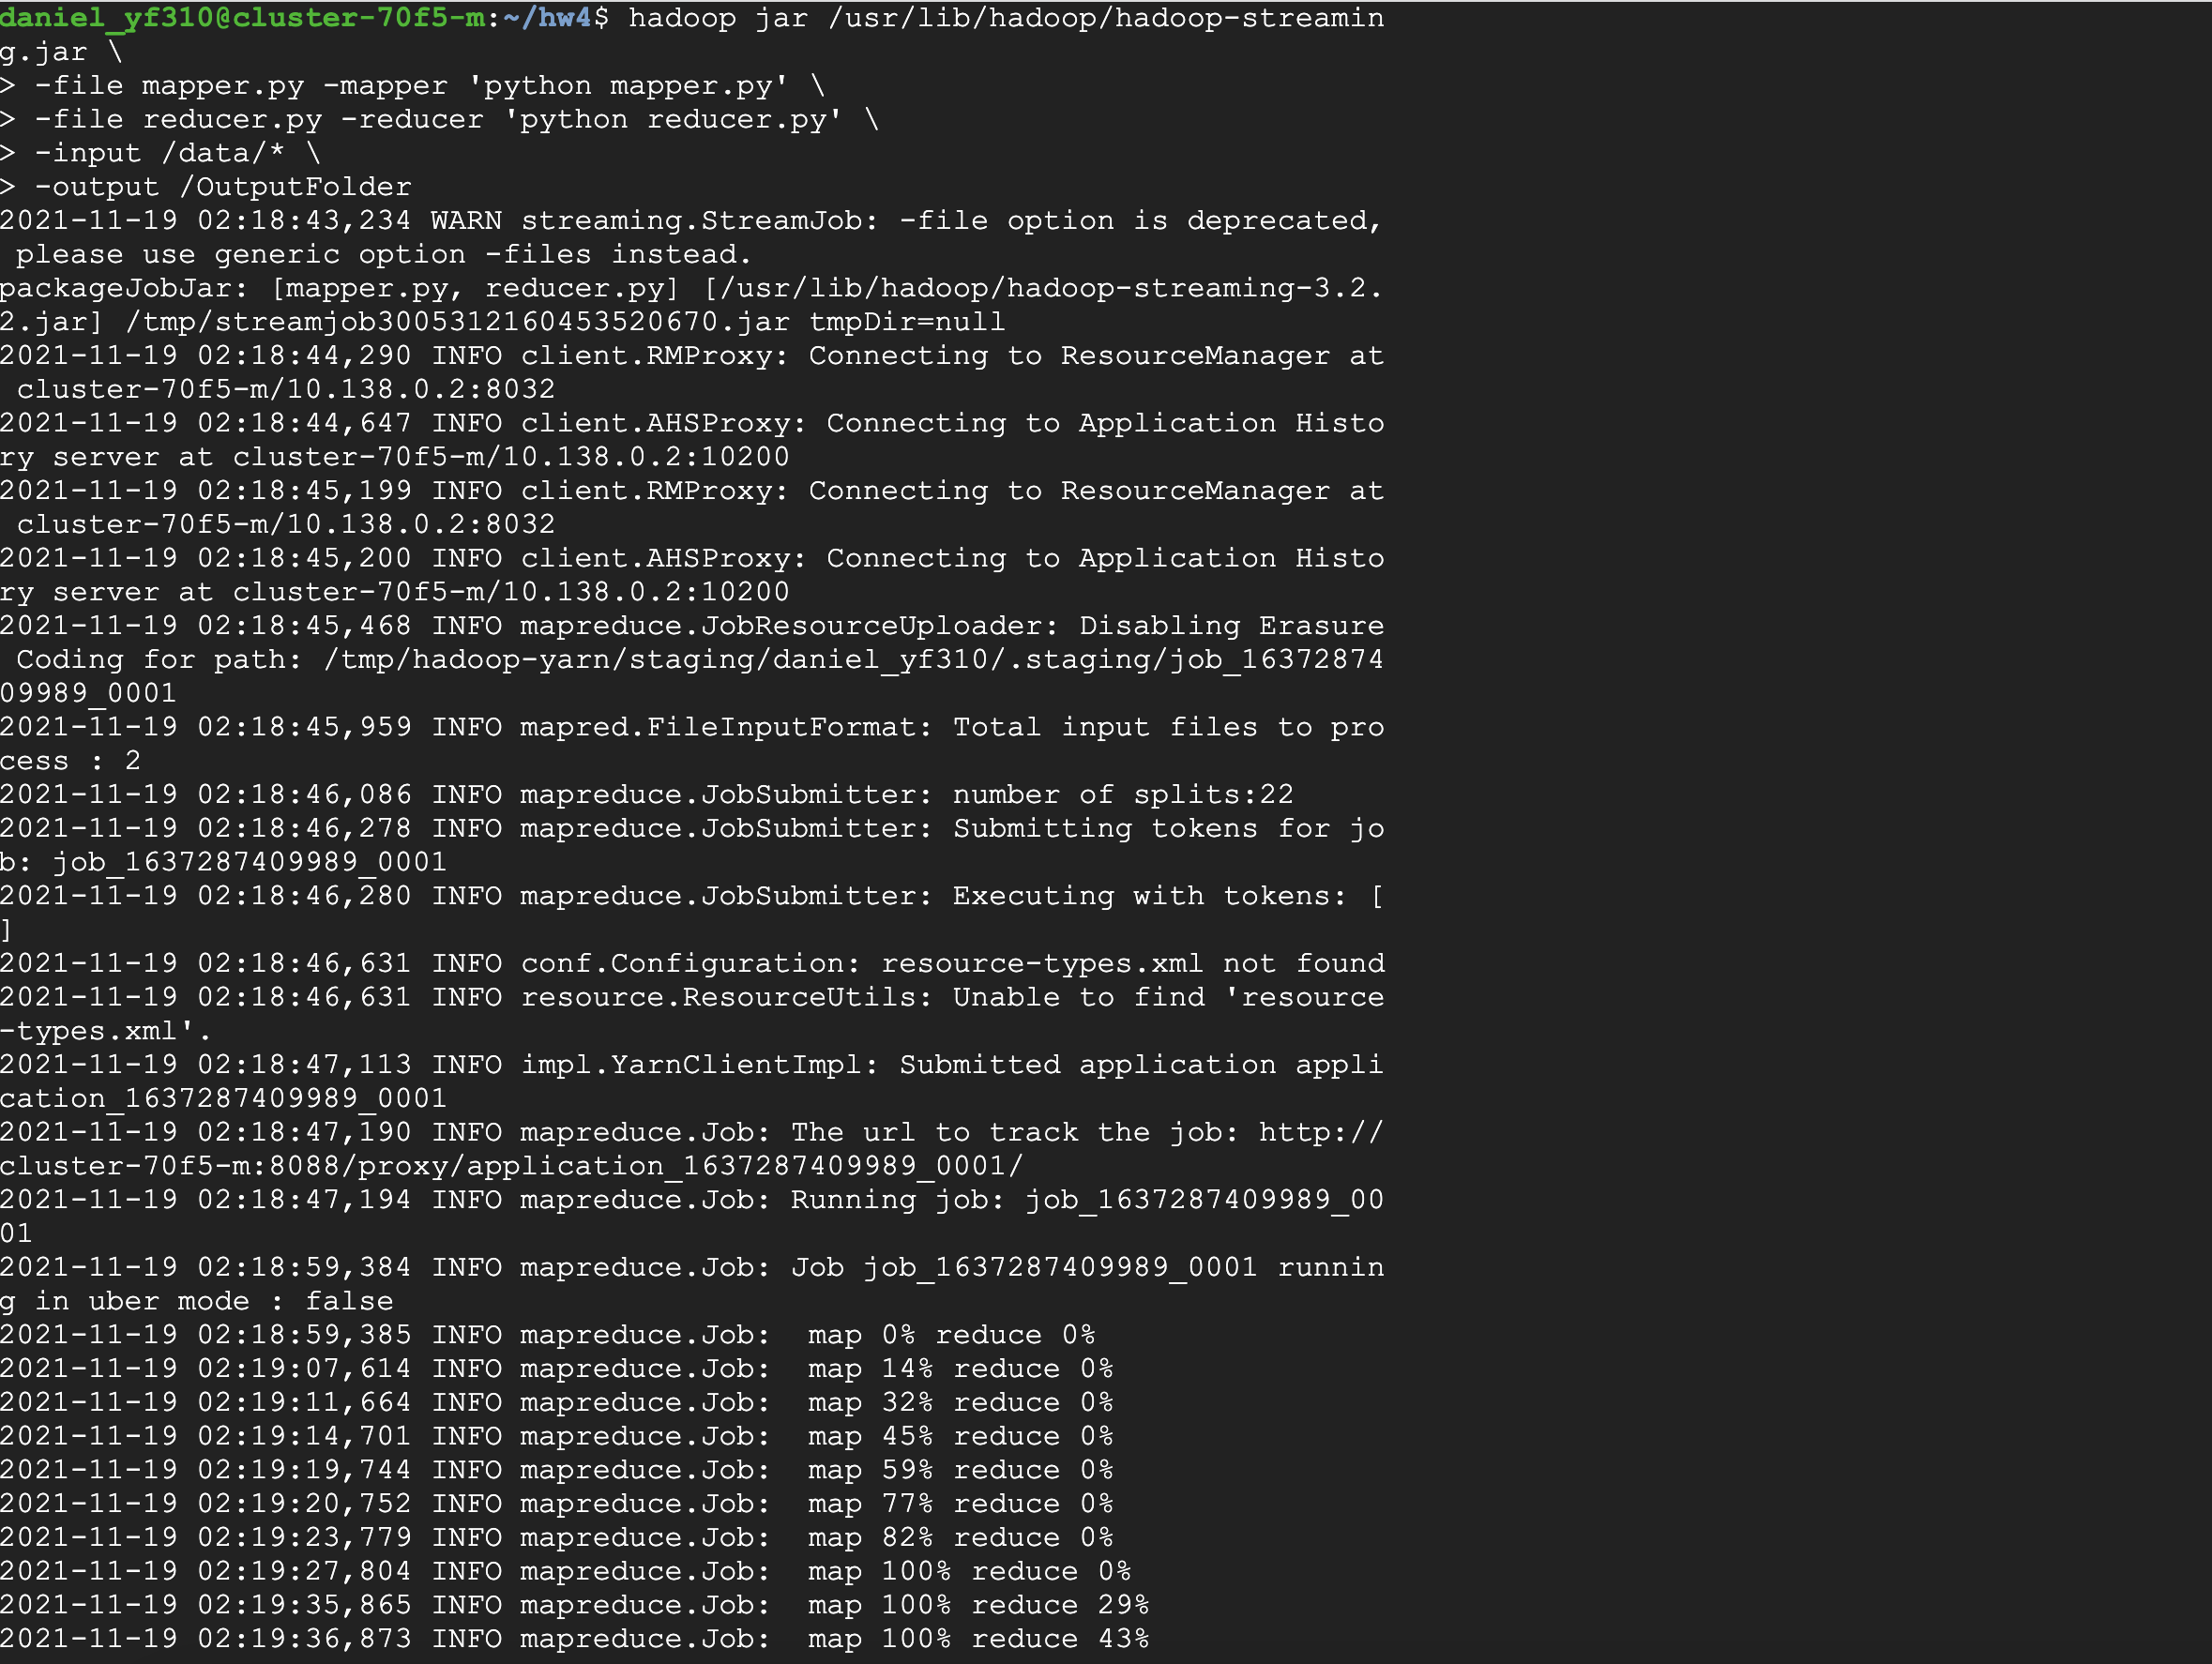 daniel_yf310@cluster-70f5-m:~/hw4$ hadoop jar /usr/lib/hadoop/hadoop-streamin
g.jar \
> -file mapper.py -mapper 'python mapper.py' \
> -file reducer.py -reducer 'python reducer.py' \
> -input /data/* \
> -output /OutputFolder
2021-11-19 02:18:43,234 WARN streaming.StreamJob: -file option is deprecated,
 please use generic option -files instead.
packageJobJar: [mapper.py, reducer.py] [/usr/lib/hadoop/hadoop-streaming-3.2.
2.jar] /tmp/streamjob3005312160453520670.jar tmpDir=null
2021-11-19 02:18:44,290 INFO client.RMProxy: Connecting to ResourceManager at
 cluster-70f5-m/10.138.0.2:8032
2021-11-19 02:18:44,647 INFO client.AHSProxy: Connecting to Application Histo
ry server at cluster-70f5-m/10.138.0.2:10200
2021-11-19 02:18:45,199 INFO client.RMProxy: Connecting to ResourceManager at
 cluster-70f5-m/10.138.0.2:8032
2021-11-19 02:18:45,200 INFO client.AHSProxy: Connecting to Application Histo
ry server at cluster-70f5-m/10.138.0.2:10200
2021-11-19 02:18:45,468 INFO mapreduce.JobResourceUploader: Disabling Erasure
 Coding for path: /tmp/hadoop-yarn/staging/daniel_yf310/.staging/job_16372874
09989_0001
2021-11-19 02:18:45,959 INFO mapred.FileInputFormat: Total input files to pro
cess : 2
2021-11-19 02:18:46,086 INFO mapreduce.JobSubmitter: number of splits:22
2021-11-19 02:18:46,278 INFO mapreduce.JobSubmitter: Submitting tokens for jo
b: job_1637287409989_0001
2021-11-19 02:18:46,280 INFO mapreduce.JobSubmitter: Executing with tokens: [
]
2021-11-19 02:18:46,631 INFO conf.Configuration: resource-types.xml not found
2021-11-19 02:18:46,631 INFO resource.ResourceUtils: Unable to find 'resource
-types.xml'.
2021-11-19 02:18:47,113 INFO impl.YarnClientImpl: Submitted application appli
cation_1637287409989_0001
2021-11-19 02:18:47,190 INFO mapreduce.Job: The url to track the job: http://
cluster-70f5-m:8088/proxy/application_1637287409989_0001/
2021-11-19 02:18:47,194 INFO mapreduce.Job: Running job: job_1637287409989_00
01
2021-11-19 02:18:59,384 INFO mapreduce.Job: Job job_1637287409989_0001 runnin
g in uber mode : false
2021-11-19 02:18:59,385 INFO mapreduce.Job:  map 0% reduce 0%
2021-11-19 02:19:07,614 INFO mapreduce.Job:  map 14% reduce 0%
2021-11-19 02:19:11,664 INFO mapreduce.Job:  map 32% reduce 0%
2021-11-19 02:19:14,701 INFO mapreduce.Job:  map 45% reduce 0%
2021-11-19 02:19:19,744 INFO mapreduce.Job:  map 59% reduce 0%
2021-11-19 02:19:20,752 INFO mapreduce.Job:  map 77% reduce 0%
2021-11-19 02:19:23,779 INFO mapreduce.Job:  map 82% reduce 0%
2021-11-19 02:19:27,804 INFO mapreduce.Job:  map 100% reduce 0%
2021-11-19 02:19:35,865 INFO mapreduce.Job:  map 100% reduce 29%
2021-11-19 02:19:36,873 INFO mapreduce.Job:  map 100% reduce 43%